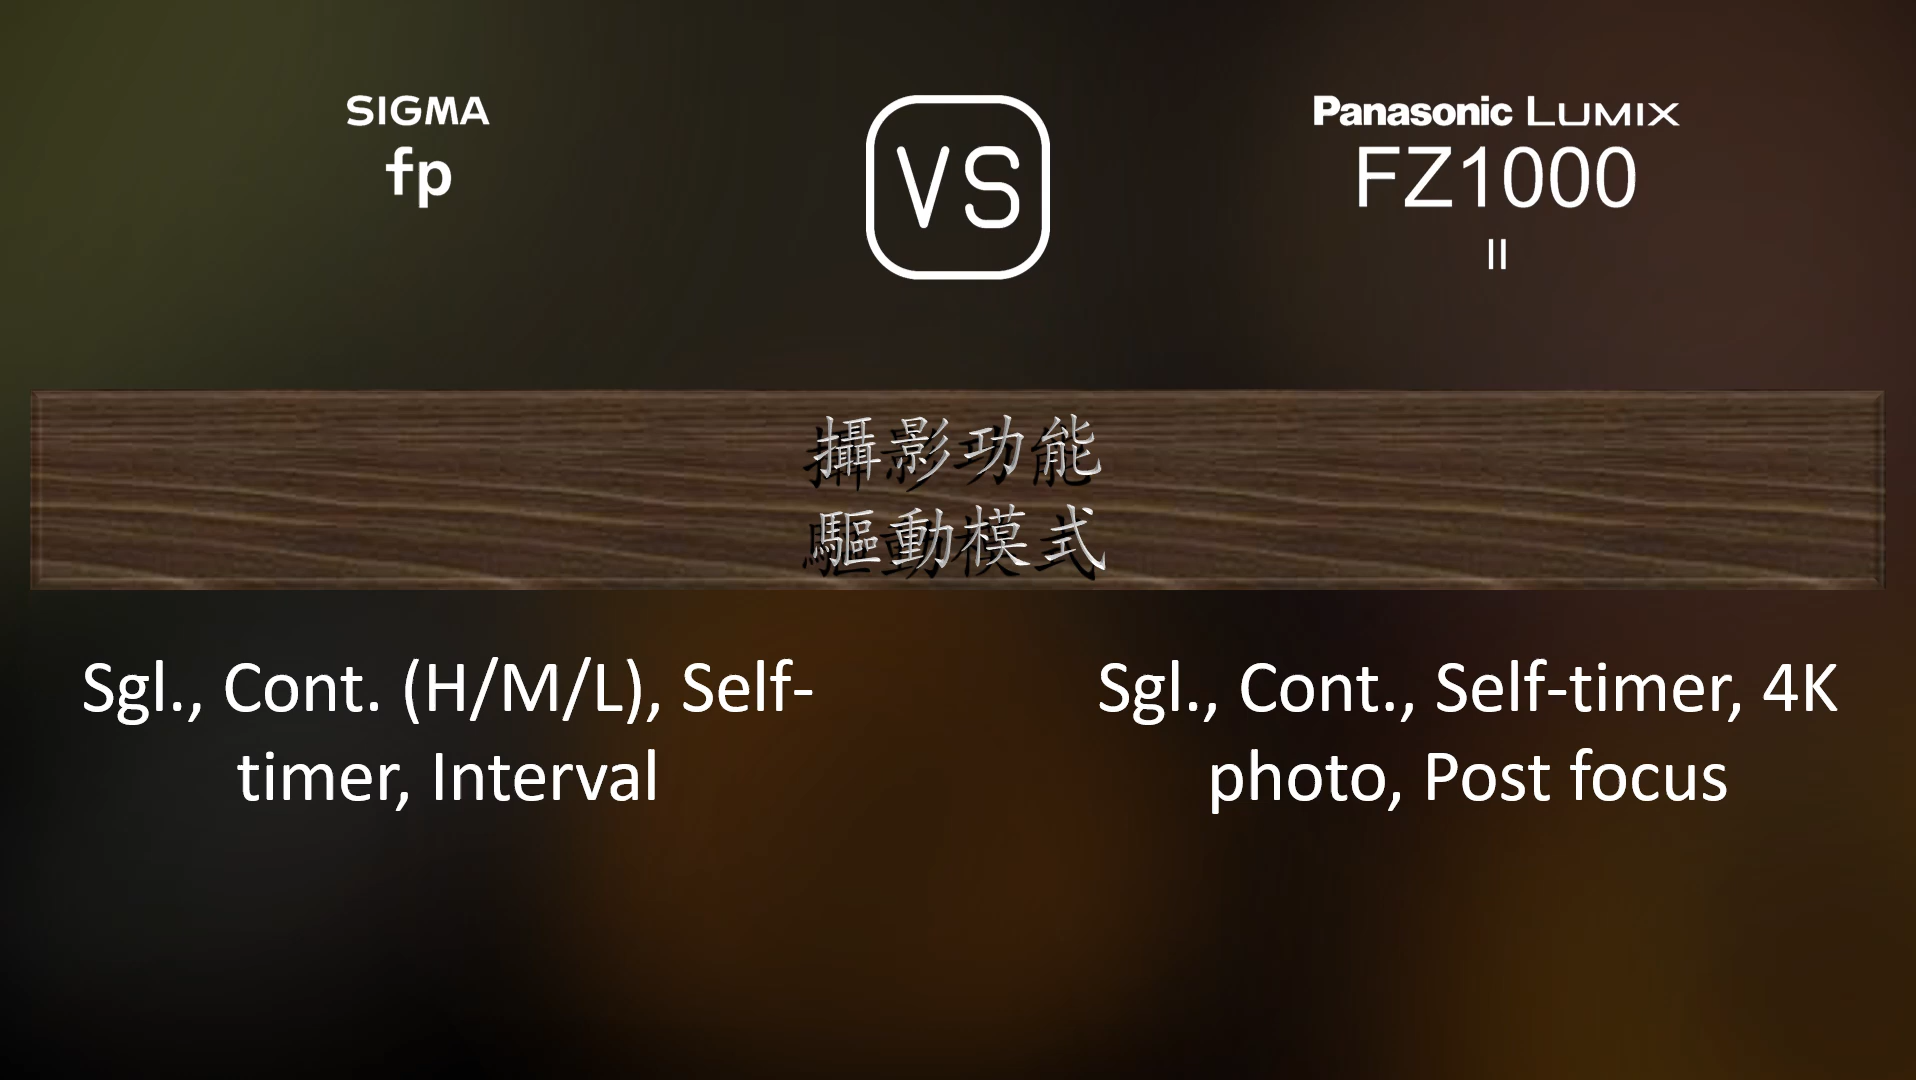 SIGMA
fp
VS
Panasonic LUMIX
FZ1000
II
攝影功能
驅動模式
Sgl., Cont. (H/M/L), Self-
timer, Interval
Sgl., Cont., Self-timer, 4K
photo, Post focus